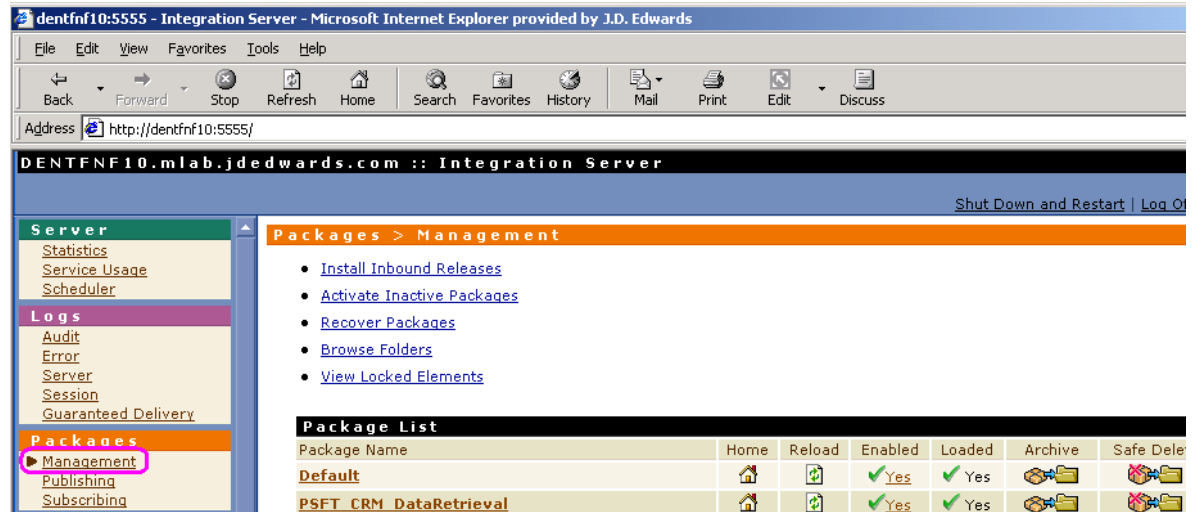 dentfnf10:5555 - Integration Server - Microsoft Internet Explorer provided by J.D. Edwards
File Edit View Favorites Tools Help
Back Forward Stop Refresh Home Search Favorites History Mail Print Edit Discuss
Address http://dentfnf10:5555/
DENTFNF10.mlab.jdedwards.com :: Integration Server
Shut Down and Restart | Log Of
Server
Statistics
Service Usage
Scheduler
Logs
Audit
Error
Server
Session
Guaranteed Delivery
Packages
Management
Publishing
Subscribing
Packages > Management
Install Inbound Releases
Activate Inactive Packages
Recover Packages
Browse Folders
View Locked Elements
Package List
Package Name Home Reload Enabled Loaded Archive Safe Delet
Default Yes Yes
PSFT_CRM_DataRetrieval Yes Yes